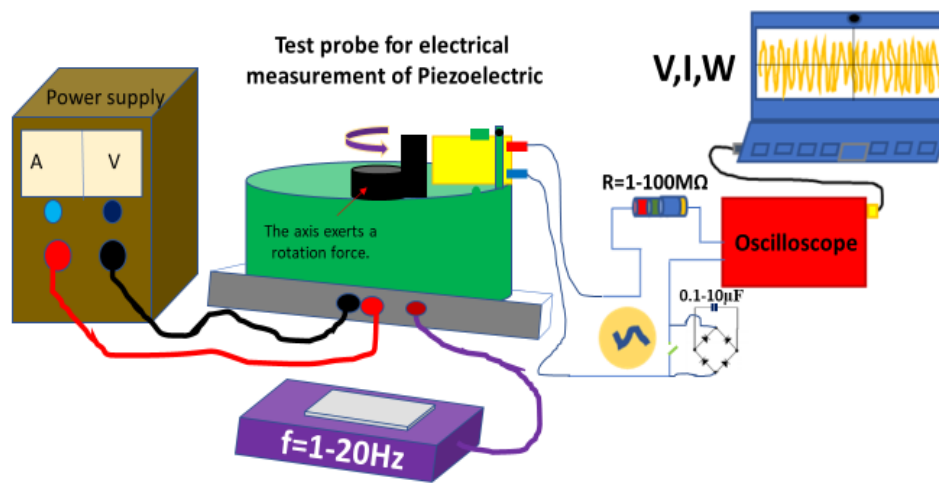 Test probe for electrical
measurement of Piezoelectric
Power supply
A
V
The axis exerts a
rotation force.
V,I,W
R=1-100MΩ
Oscilloscope
0.1-10μF
f=1-20Hz